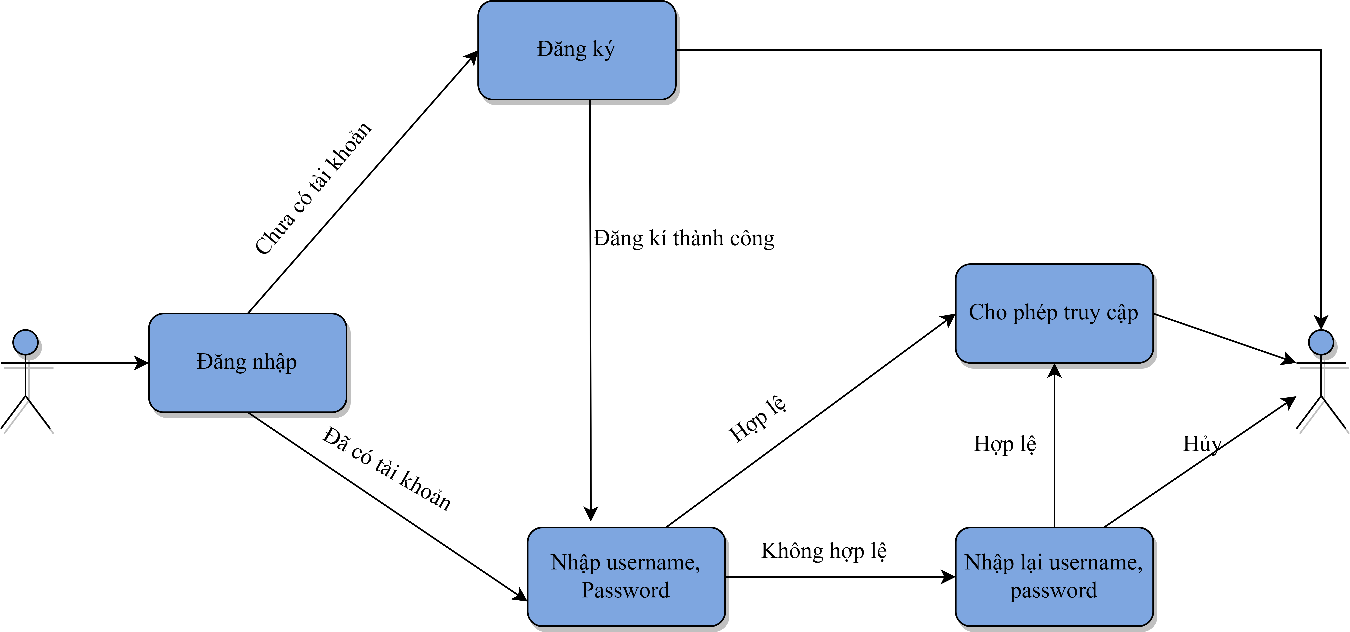 Đăng ký
Chưa có tài khoản
Đăng kí thành công
Đăng nhập
Cho phép truy cập
Đã có tài khoản
Hợp lệ
Hợp lệ
Hủy
Nhập username,
Password
Không hợp lệ
Nhập lại username,
password